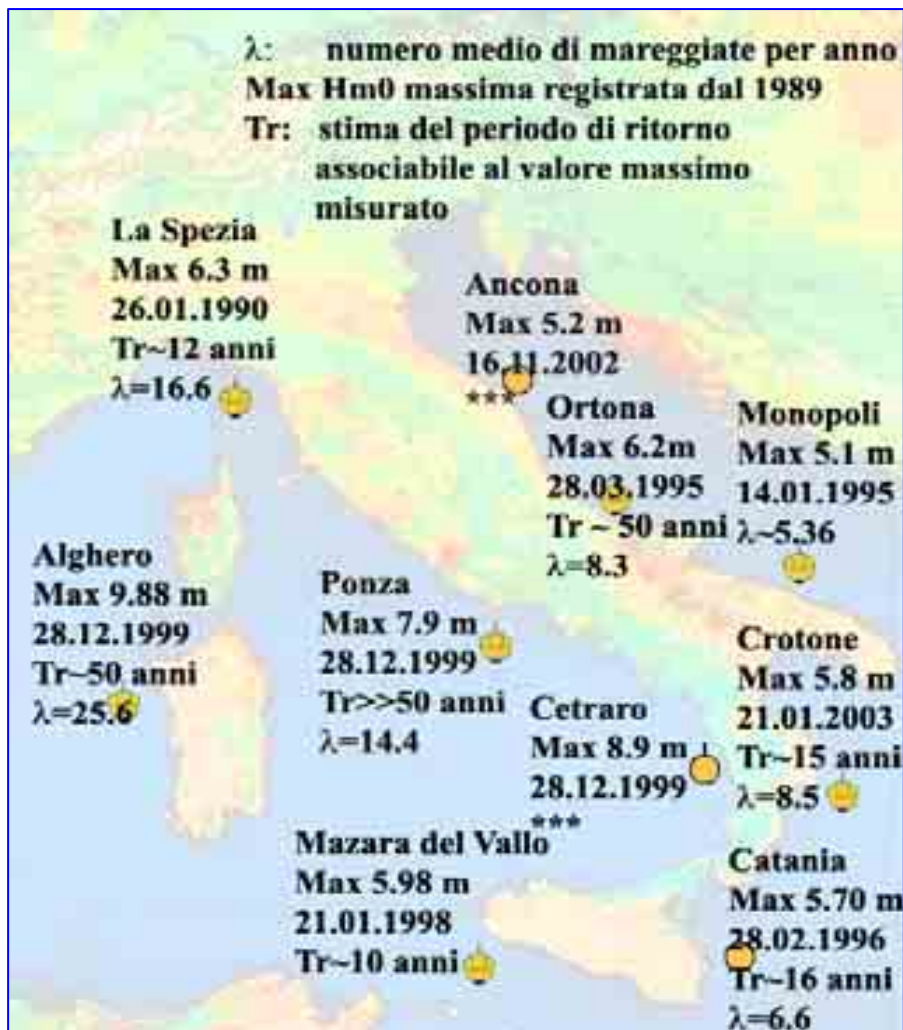 λ: numero medio di mareggiate per anno
Max Hm0 massima registrata dal 1989
Tr: stima del periodo di ritorno
associabile al valore massimo
misurato
La Spezia
Max 6.3 m
26.01.1990
Tr~12 anni
λ=16.6
Ancona
Max 5.2 m
16.11.2002
***
Ortona
Max 6.2m
28.03.1995
Tr ~ 50 anni
λ=8.3
Monopoli
Max 5.1 m
14.01.1995
λ~5.36
Alghero
Max 9.88 m
28.12.1999
Tr~50 anni
λ=25.6
Ponza
Max 7.9 m
28.12.1999
Tr>>50 anni
λ=14.4
Cetraro
Max 8.9 m
28.12.1999
***
Crotone
Max 5.8 m
21.01.2003
Tr~15 anni
λ=8.5
Mazara del Vallo
Max 5.98 m
21.01.1998
Tr~10 anni
Catania
Max 5.70 m
28.02.1996
Tr~16 anni
λ=6.6